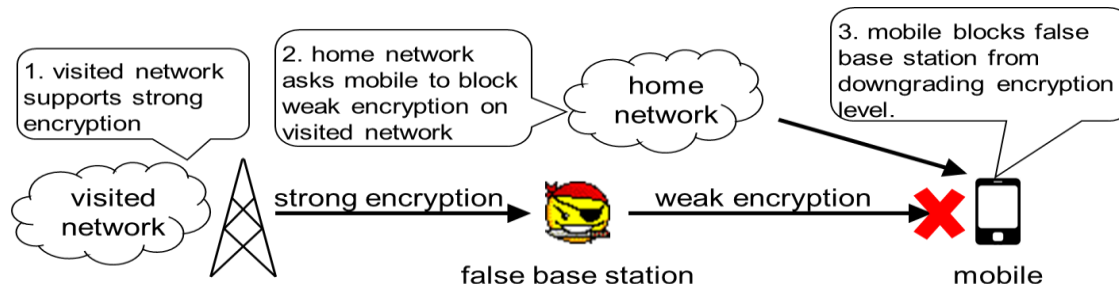 1. visited network
supports strong
encryption
2. home network
asks mobile to block
weak encryption on
visited network
home
network
3. mobile blocks false
base station from
downgrading encryption
level.
visited
network
strong encryption
weak encryption
false base station
mobile